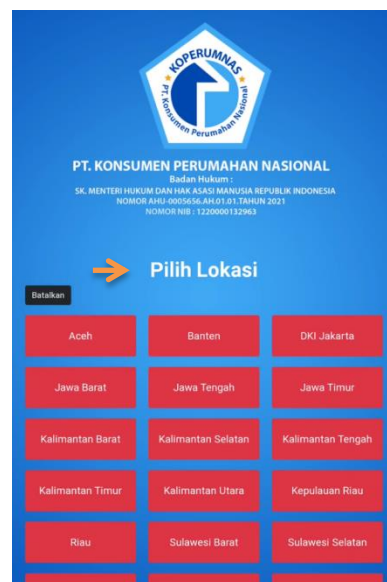 KOPERUMNAS
PT. Konsumen Perumahan Nasional
PT. KONSUMEN PERUMAHAN NASIONAL
Badan Hukum :
SK. MENTERI HUKUM DAN HAK ASASI MANUSIA REPUBLIK INDONESIA
NOMOR AHU-0005656.AH.01.01.TAHUN 2021
NOMOR NIB : 1220000132963
Pilih Lokasi
Batalkan
Aceh Banten DKI Jakarta
Jawa Barat Jawa Tengah Jawa Timur
Kalimantan Barat Kalimantan Selatan Kalimantan Tengah
Kalimantan Timur Kalimantan Utara Kepulauan Riau
Riau Sulawesi Barat Sulawesi Selatan